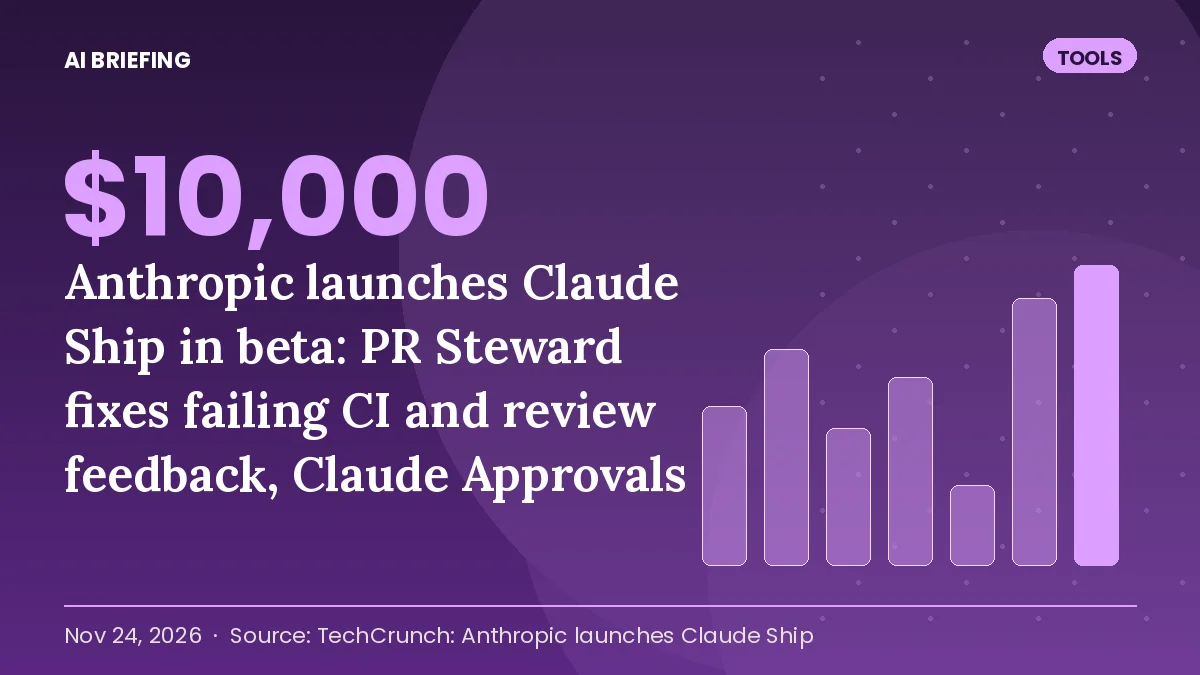 AI BRIEFING
TOOLS
$10,000
Anthropic launches Claude
Ship in beta: PR Steward
fixes failing CI and review
feedback, Claude Approvals
Nov 24, 2026 · Source: TechCrunch: Anthropic launches Claude Ship